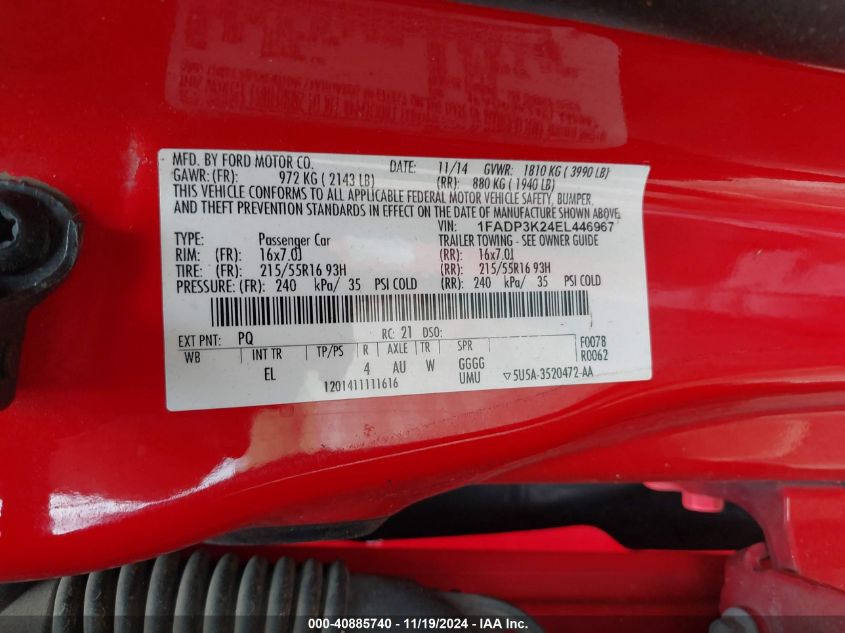 MFD. BY FORD MOTOR CO. DATE: 11/14 GVWR: 1810 KG ( 3990 LB)
GAWR: (FR): 972 KG ( 2143 LB) (RR): 880 KG ( 1940 LB)
THIS VEHICLE CONFORMS TO ALL APPLICABLE FEDERAL MOTOR VEHICLE SAFETY, BUMPER,
AND THEFT PREVENTION STANDARDS IN EFFECT ON THE DATE OF MANUFACTURE SHOWN ABOVE.
VIN: 1FADP3K24EL446967
TYPE: Passenger Car TRAILER TOWING - SEE OWNER GUIDE
RIM: (FR): 16x7.0J (RR): 16x7.0J
TIRE: (FR): 215/55R16 93H (RR): 215/55R16 93H
PRESSURE: (FR): 240 kPa/ 35 PSI COLD (RR): 240 kPa/ 35 PSI COLD
EXT PNT: PQ RC: 21 DSO: F0078
WB INT TR TP/PS R AXLE TR SPR R0062
EL 4 AU W GGGG
1201411111616 UMU ▽5U5A-3520472-AA
000-40885740 - 11/19/2024 - IAA Inc.